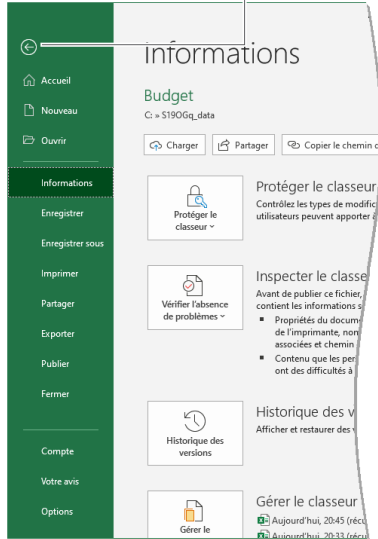 Informations
Accueil
Nouveau
Ouvrir
Informations
Enregistrer
Enregistrer sous
Imprimer
Partager
Exporter
Publier
Fermer
Compte
Votre avis
Options
Budget
C: » S19OGq_data
Charger
Partager
Copier le chemin
Protéger le
classeur
Protéger le classeur
Contrôlez les types de modific
utilisateurs peuvent apporter à
Vérifier l'absence
de problèmes
Inspecter le classe
Avant de publier ce fichier,
contient les informations s
▪ Propriétés du docum
de l'imprimante, non
associées et chemin
▪ Contenu que les per
ont des difficultés à
Historique des
versions
Historique des v
Afficher et restaurer des
Gérer le
Gérer le classeur
Aujourd'hui, 20:45 (récu
Aujourd'hui, 20:33 (récu